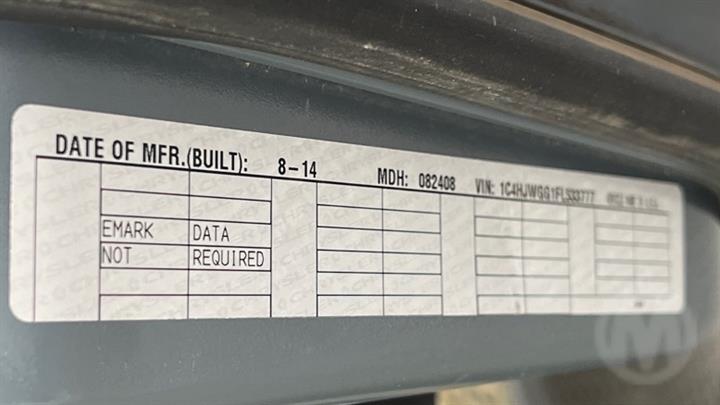 DATE OF MFR.(BUILT): 8-14 MDH: 082408 VIN: 1C4HJWGG1FL533777
EMARK DATA
NOT REQUIRED